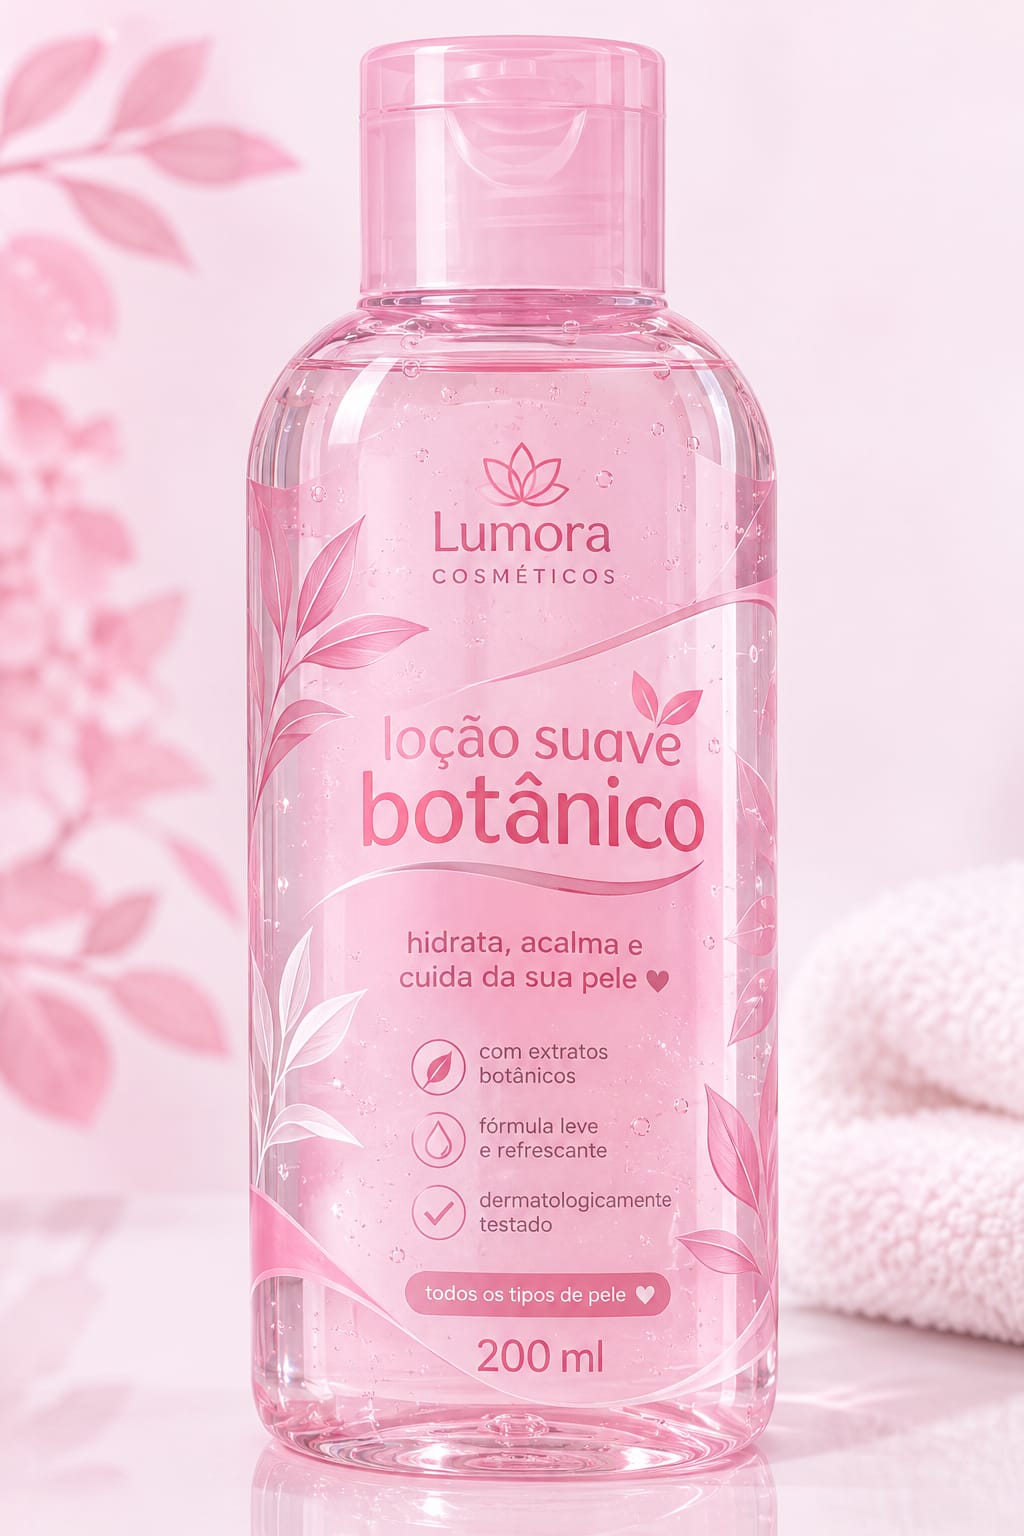 Lumora
COSMÉTICOS
loção suave
botânico
hidrata, acalma e
cuida da sua pele
com extratos
botânicos
fórmula leve
e refrescante
dermatologicamente
testado
todos os tipos de pele
200 ml